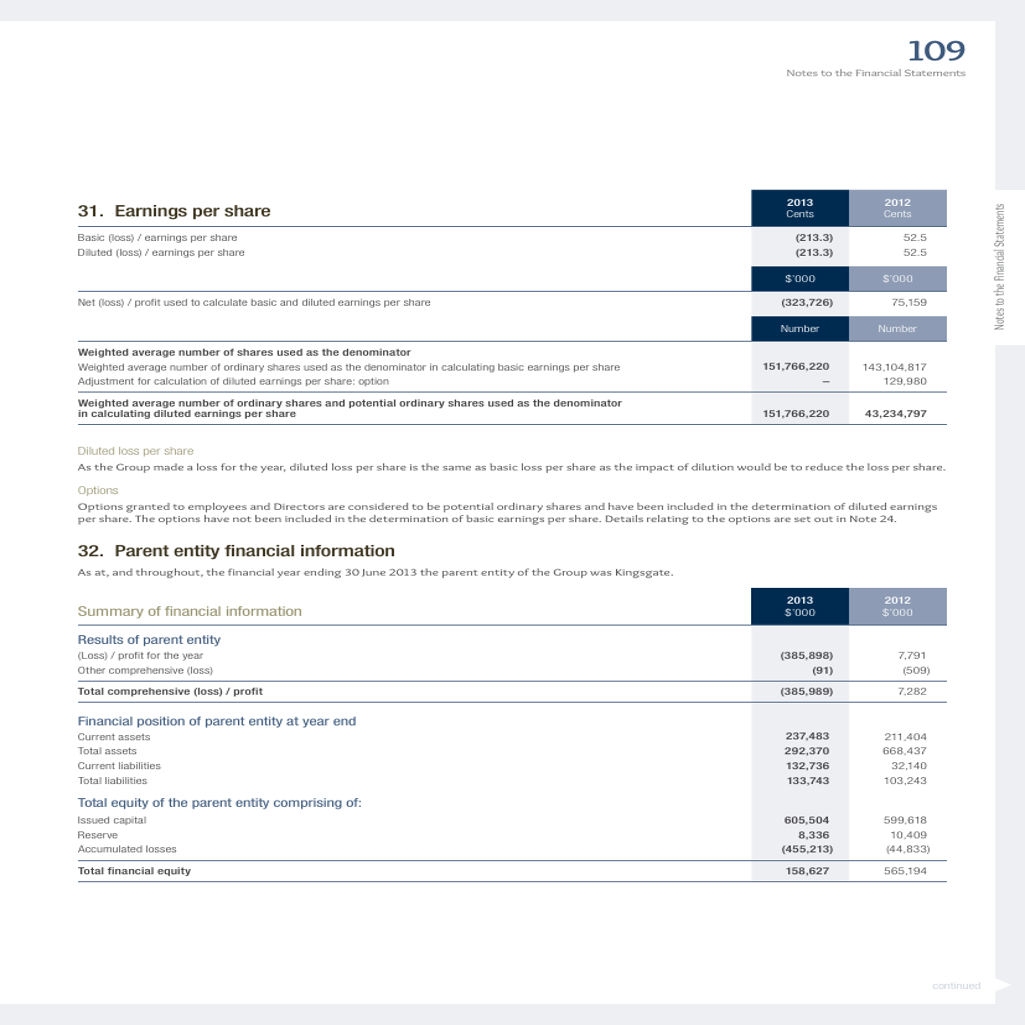 109
Notes to the Financial Statements
Notes to the Financial Statements
31. Earnings per share 2013 Cents 2012 Cents
Basic (loss) / earnings per share (213.3) 52.5
Diluted (loss) / earnings per share (213.3) 52.5
$'000 $'000
Net (loss) / profit used to calculate basic and diluted earnings per share (323,726) 75,159
Number Number
Weighted average number of shares used as the denominator
Weighted average number of ordinary shares used as the denominator in calculating basic earnings per share 151,766,220 143,104,817
Adjustment for calculation of diluted earnings per share: option – 129,980
Weighted average number of ordinary shares and potential ordinary shares used as the denominator
in calculating diluted earnings per share 151,766,220 43,234,797
Diluted loss per share
As the Group made a loss for the year, diluted loss per share is the same as basic loss per share as the impact of dilution would be to reduce the loss per share.
Options
Options granted to employees and Directors are considered to be potential ordinary shares and have been included in the determination of diluted earnings
per share. The options have not been included in the determination of basic earnings per share. Details relating to the options are set out in Note 24.
32. Parent entity financial information
As at, and throughout, the financial year ending 30 June 2013 the parent entity of the Group was Kingsgate.
Summary of financial information 2013 $'000 2012 $'000
Results of parent entity
(Loss) / profit for the year (385,898) 7,791
Other comprehensive (loss) (91) (509)
Total comprehensive (loss) / profit (385,989) 7,282
Financial position of parent entity at year end
Current assets 237,483 211,404
Total assets 292,370 668,437
Current liabilities 132,736 32,140
Total liabilities 133,743 103,243
Total equity of the parent entity comprising of:
Issued capital 605,504 599,618
Reserve 8,336 10,409
Accumulated losses (455,213) (44,833)
Total financial equity 158,627 565,194
continued